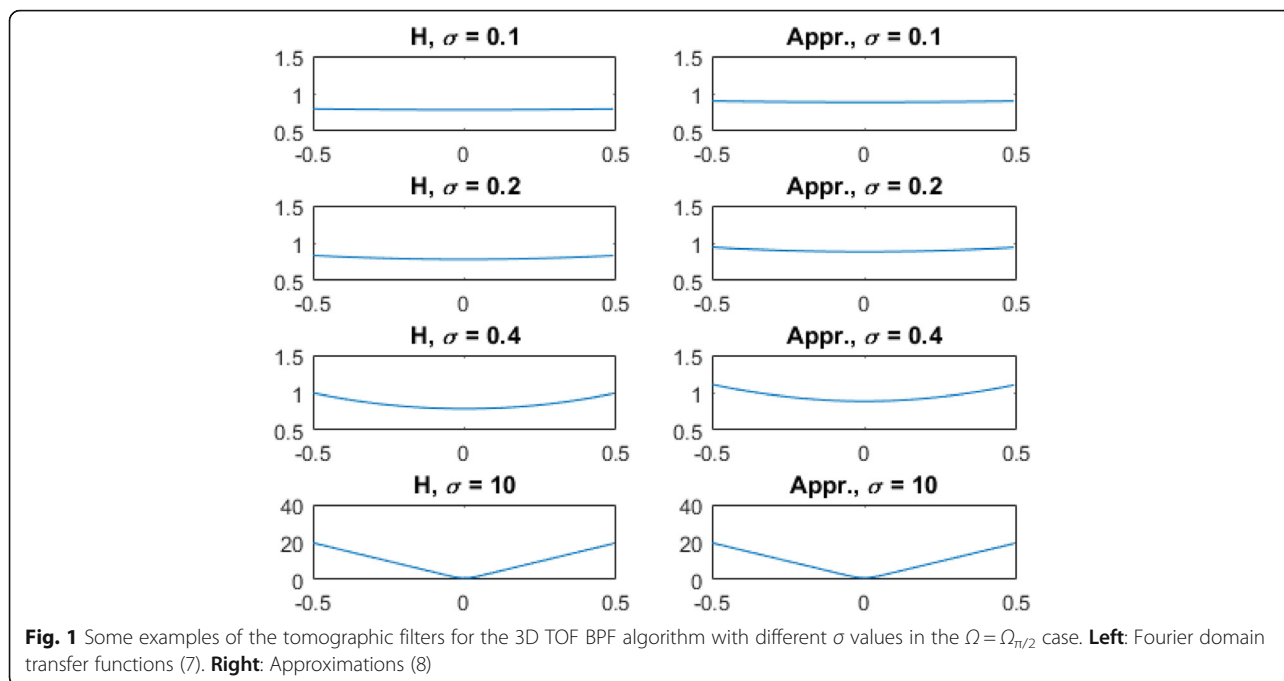 H, σ = 0.1
1.5
1
0.5
-0.5 0 0.5
Appr., σ = 0.1
1.5
1
0.5
-0.5 0 0.5
H, σ = 0.2
1.5
1
0.5
-0.5 0 0.5
Appr., σ = 0.2
1.5
1
0.5
-0.5 0 0.5
H, σ = 0.4
1.5
1
0.5
-0.5 0 0.5
Appr., σ = 0.4
1.5
1
0.5
-0.5 0 0.5
H, σ = 10
40
20
0
-0.5 0 0.5
Appr., σ = 10
40
20
0
-0.5 0 0.5
Fig. 1 Some examples of the tomographic filters for the 3D TOF BPF algorithm with different σ values in the Ω = Ωπ/2 case. Left: Fourier domain
transfer functions (7). Right: Approximations (8)